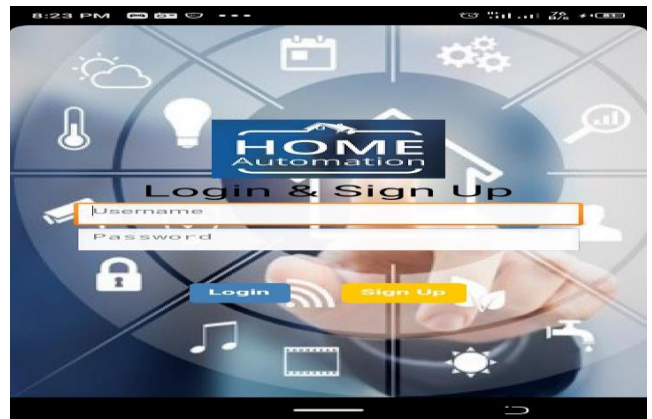 8:23 PM
HOME
Automation
Login & Sign Up
Username
Password
Login
Sign Up